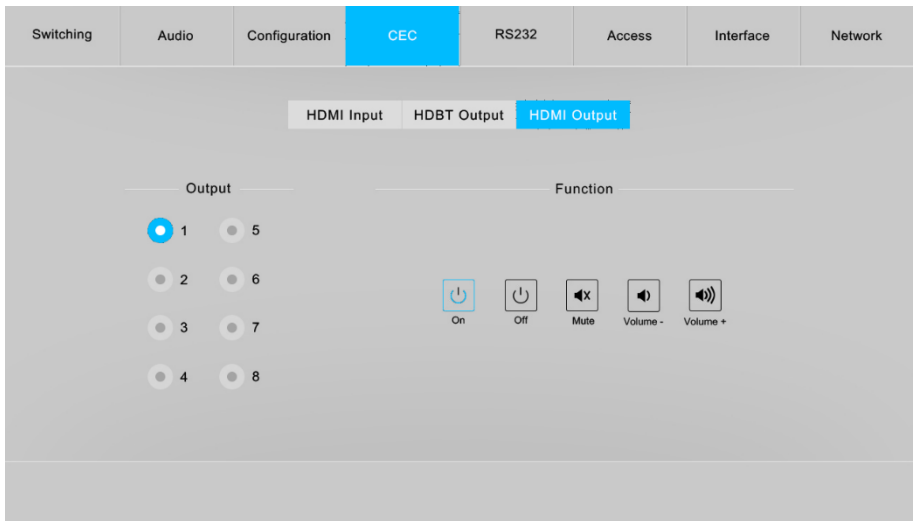 Switching Audio Configuration CEC RS232 Access Interface Network
HDMI Input HDBT Output HDMI Output
Output Function
1 5
2 6
3 7
4 8
On Off Mute Volume - Volume +